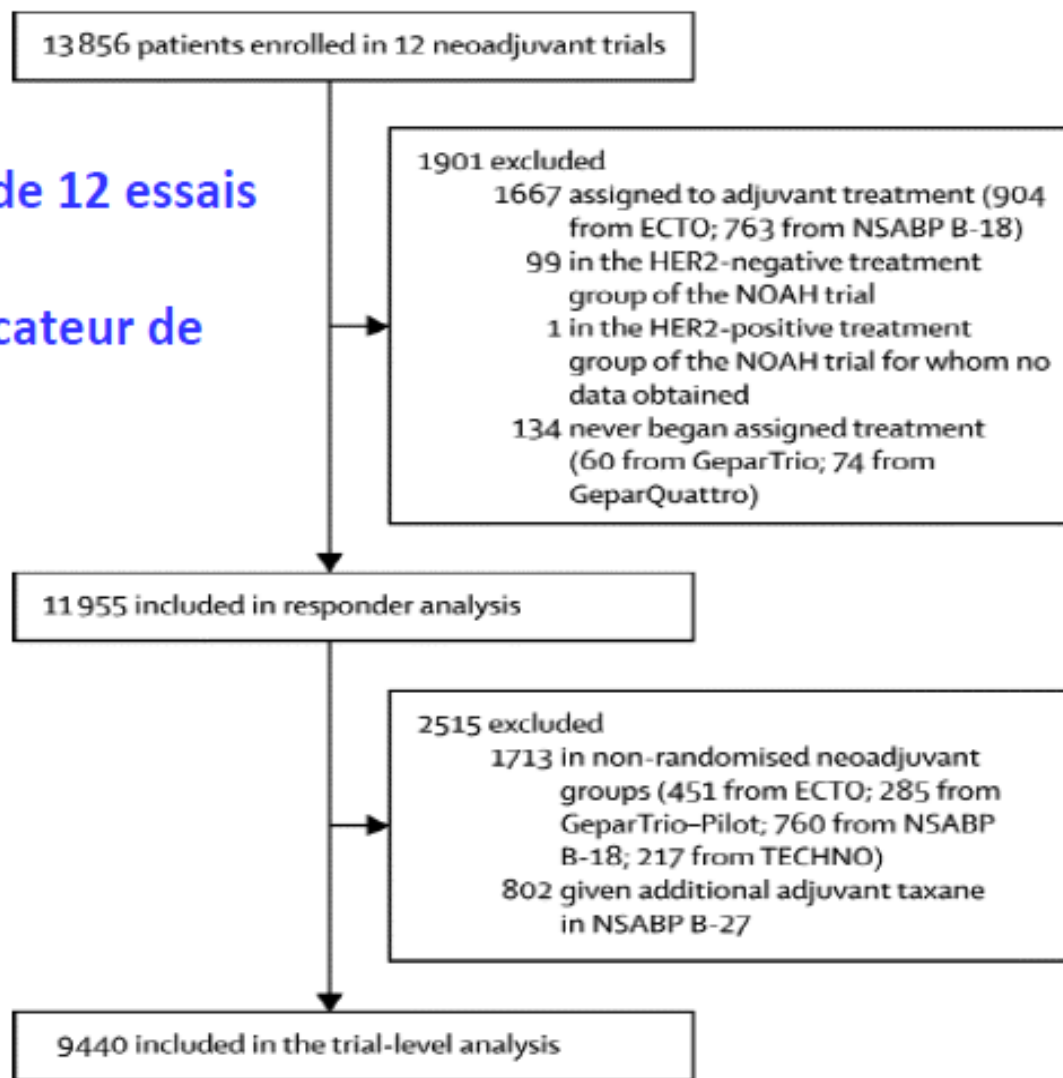 13 856 patients enrolled in 12 neoadjuvant trials
de 12 essais
cateur de
1901 excluded
1667 assigned to adjuvant treatment (904
from ECTO; 763 from NSABP B-18)
99 in the HER2-negative treatment
group of the NOAH trial
1 in the HER2-positive treatment
group of the NOAH trial for whom no
data obtained
134 never began assigned treatment
(60 from GeparTrio; 74 from
GeparQuattro)
11 955 included in responder analysis
2515 excluded
1713 in non-randomised neoadjuvant
groups (451 from ECTO; 285 from
GeparTrio–Pilot; 760 from NSABP
B-18; 217 from TECHNO)
802 given additional adjuvant taxane
in NSABP B-27
9440 included in the trial-level analysis